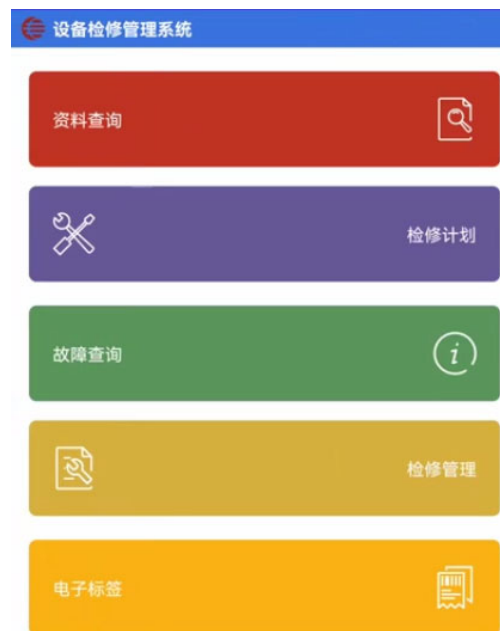 设备检修管理系统
资料查询
检修计划
故障查询
i
检修管理
电子标签